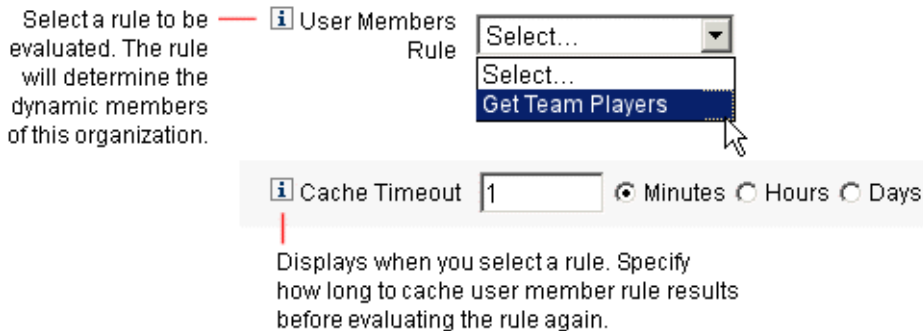 Select a rule to be
evaluated. The rule
will determine the
dynamic members
of this organization.
i User Members
Rule
Select...
Select...
Get Team Players
i Cache Timeout 1 Minutes Hours Days
Displays when you select a rule. Specify
how long to cache user member rule results
before evaluating the rule again.